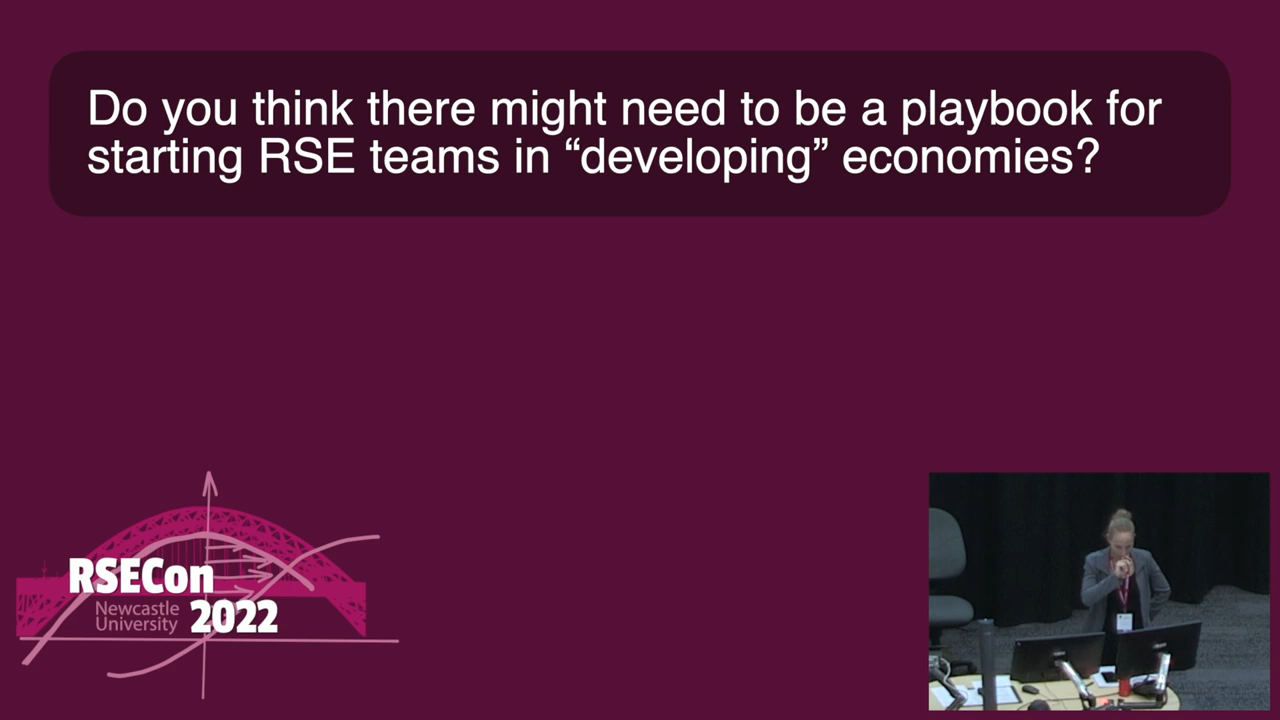 Do you think there might need to be a playbook for
starting RSE teams in “developing” economies?
RSECon
Newcastle
University 2022